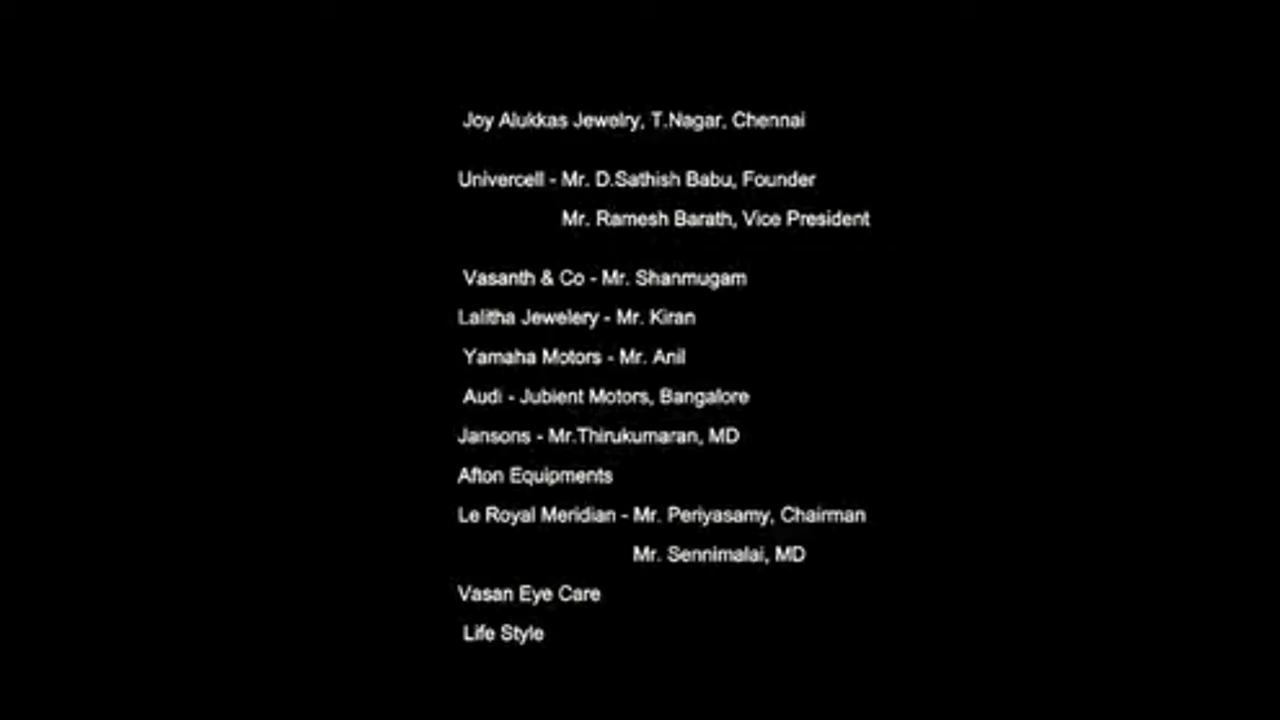 Joy Alukkas Jewelry, T.Nagar, Chennai
Univercell - Mr. D.Sathish Babu, Founder
Mr. Ramesh Barath, Vice President
Vasanth & Co - Mr. Shanmugam
Lalitha Jewelery - Mr. Kiran
Yamaha Motors - Mr. Anil
Audi - Jubient Motors, Bangalore
Jansons - Mr.Thirukumaran, MD
Afton Equipments
Le Royal Meridian - Mr. Periyasamy, Chairman
Mr. Sennimalai, MD
Vasan Eye Care
Life Style